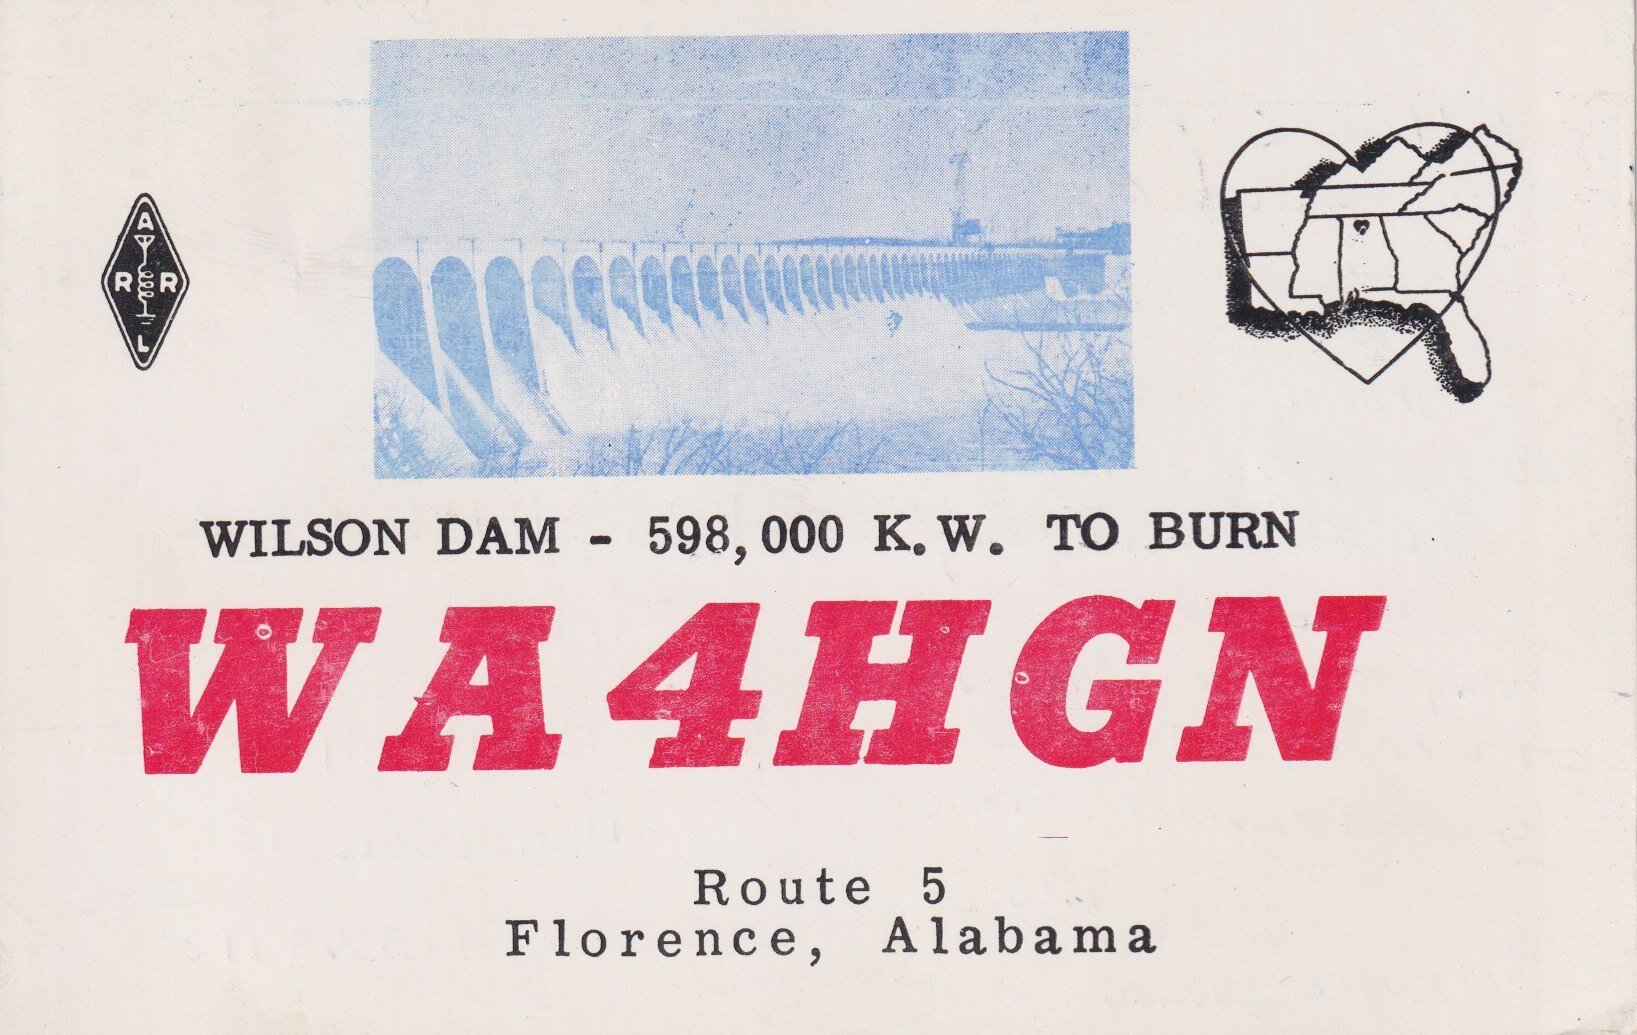 A
R R
L
WILSON DAM - 598,000 K.W. TO BURN
WA4HGN
Route 5
Florence, Alabama